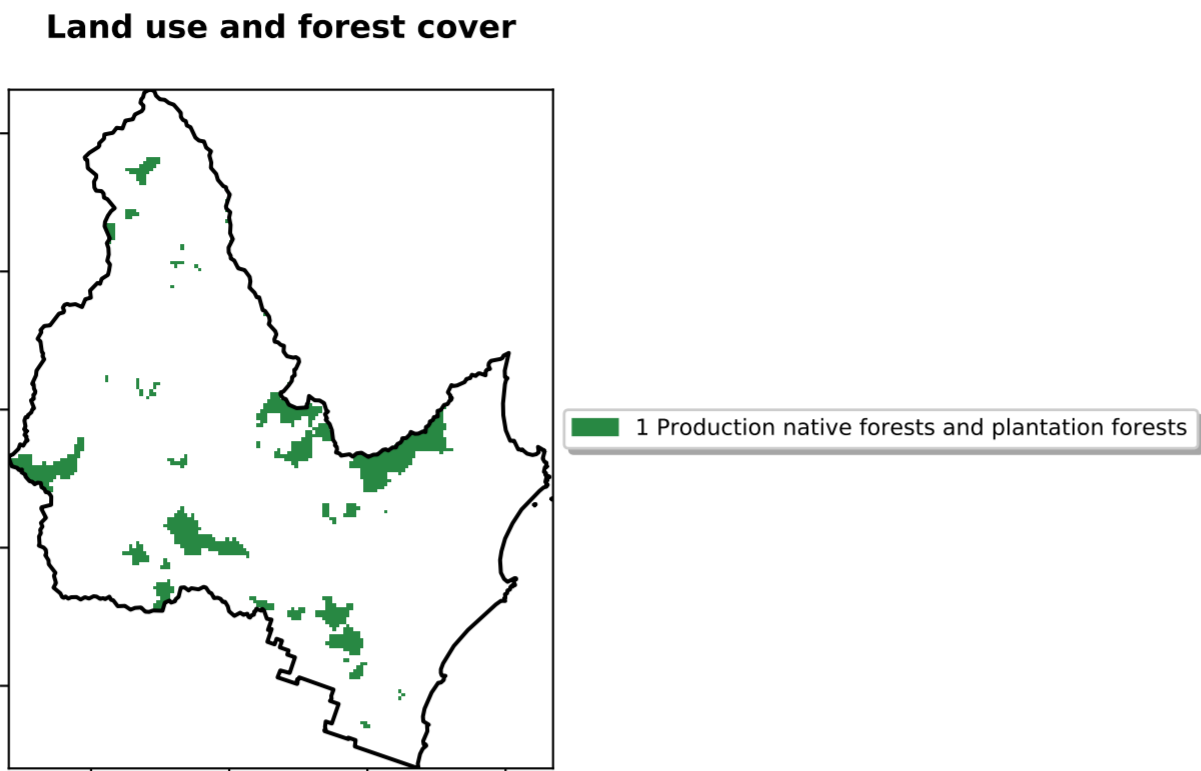 Land use and forest cover
1 Production native forests and plantation forests